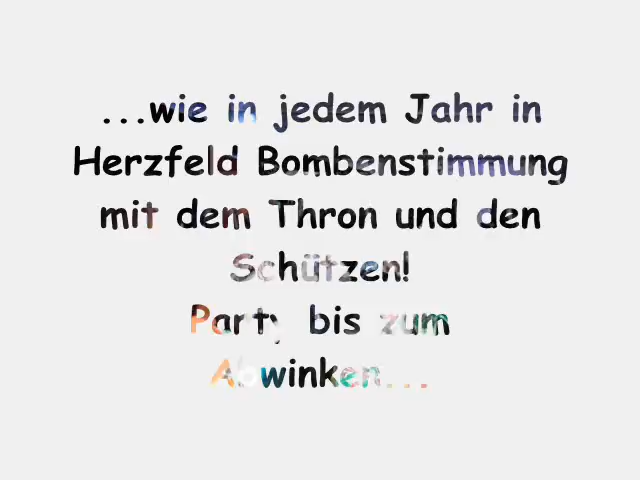 ...wie in jedem Jahr in
Herzfeld Bombenstimmung
mit dem Thron und den
Schützen!
Party bis zum
Abwinken...